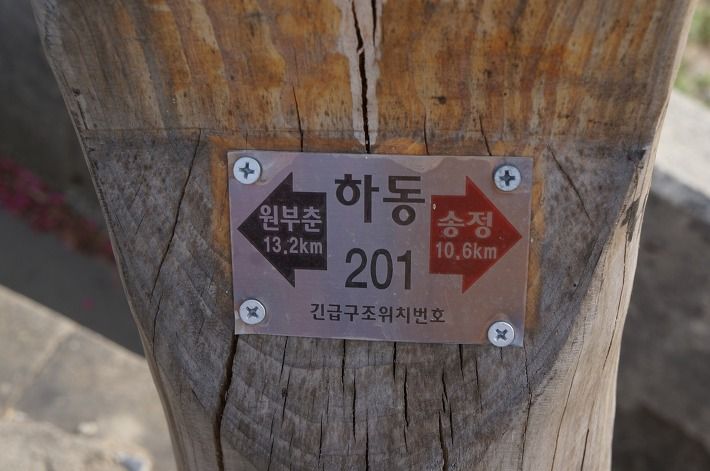 하동
원부춘
13.2km
송정
10.6km
201
긴급구조위치번호